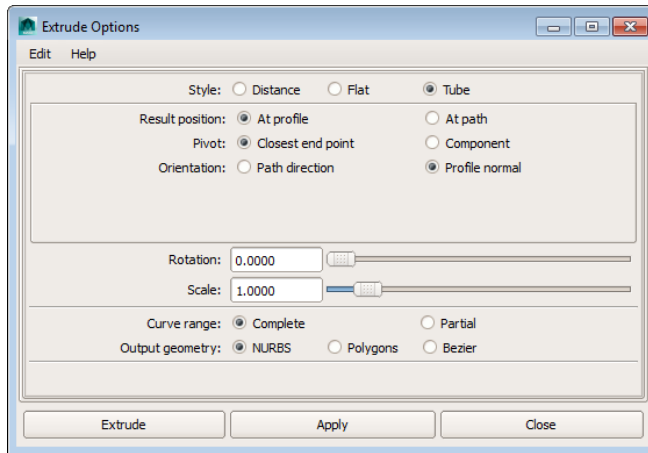 Extrude Options
Edit Help
Style: Distance Flat Tube
Result position: At profile At path
Pivot: Closest end point Component
Orientation: Path direction Profile normal
Rotation: 0.0000
Scale: 1.0000
Curve range: Complete Partial
Output geometry: NURBS Polygons Bezier
Extrude Apply Close